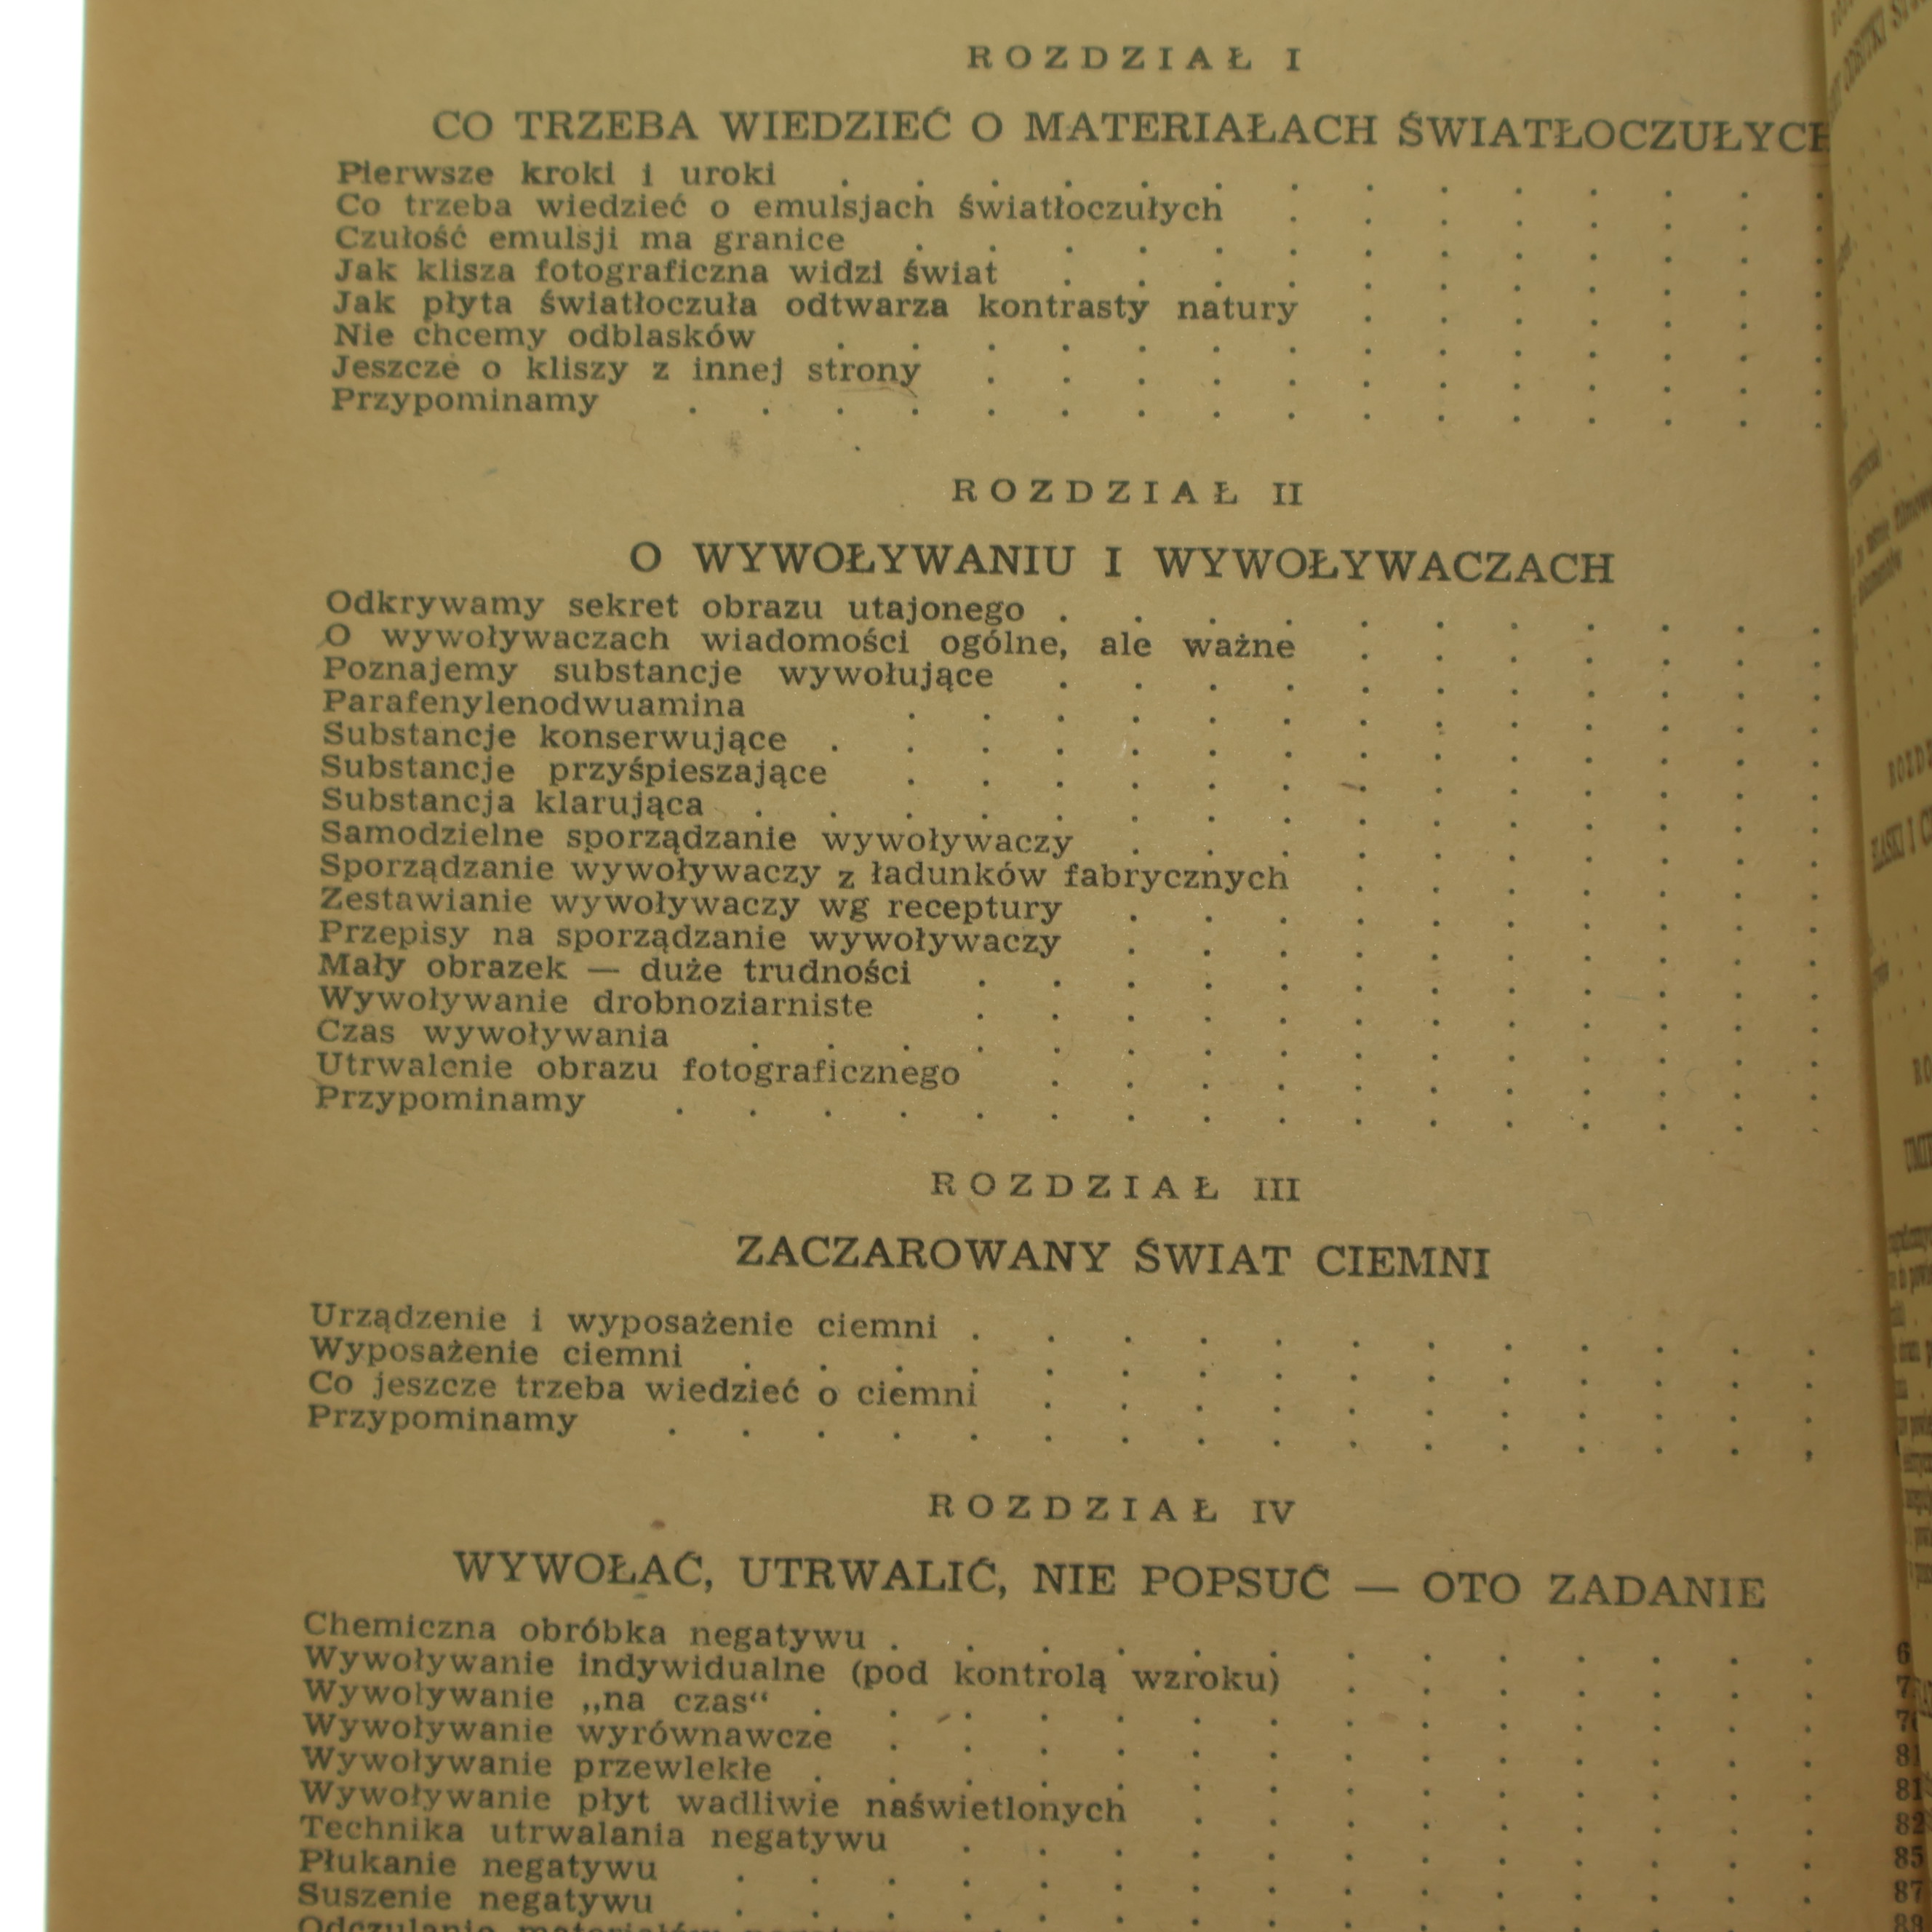 ROZDZIAŁ I
CO TRZEBA WIEDZIEĆ O MATERIAŁACH ŚWIATŁOCZUŁYCH
Pierwsze kroki i uroki . . . . . . . . . . . . . .
Co trzeba wiedzieć o emulsjach światłoczułych . . . . . . . .
Czułość emulsji ma granice . . . . . . . . . . . . .
Jak klisza fotograficzna widzi świat . . . . . . . . . . .
Jak płyta światłoczuła odtwarza kontrasty natury . . . . . . .
Nie chcemy odblasków . . . . . . . . . . . . . .
Jeszcze o kliszy z innej strony . . . . . . . . . . . .
Przypominamy . . . . . . . . . . . . . . . .
ROZDZIAŁ II
O WYWOŁYWANIU I WYWOŁYWACZACH
Odkrywamy sekret obrazu utajonego . . . . . . . . . . .
O wywoływaczach wiadomości ogólne, ale ważne . . . . . . .
Poznajemy substancje wywołujące . . . . . . . . . . .
Parafenylenodwuamina . . . . . . . . . . . . .
Substancje konserwujące . . . . . . . . . . . . . .
Substancje przyśpieszające . . . . . . . . . . . . .
Substancja klarująca . . . . . . . . . . . . . . .
Samodzielne sporządzanie wywoływaczy . . . . . . . . . .
Sporządzanie wywoływaczy z ładunków fabrycznych . . . . . . .
Zestawianie wywoływaczy wg receptury . . . . . . . . . .
Przepisy na sporządzanie wywoływaczy . . . . . . . . . .
Mały obrazek — duże trudności . . . . . . . . . . . .
Wywoływanie drobnoziarniste . . . . . . . . . . . .
Czas wywoływania . . . . . . . . . . . . . . .
Utrwalenie obrazu fotograficznego . . . . . . . . . . .
Przypominamy . . . . . . . . . . . . . . . .
ROZDZIAŁ III
ZACZAROWANY ŚWIAT CIEMNI
Urządzenie i wyposażenie ciemni . . . . . . . . . . . .
Wyposażenie ciemni . . . . . . . . . . . . . . .
Co jeszcze trzeba wiedzieć o ciemni . . . . . . . . . . .
Przypominamy . . . . . . . . . . . . . . . .
ROZDZIAŁ IV
WYWOŁAĆ, UTRWALIĆ, NIE POPSUĆ — OTO ZADANIE
Chemiczna obróbka negatywu . . . . . . . . . . . . .
Wywoływanie indywidualne (pod kontrolą wzroku) . . . . . . .
Wywoływanie „na czas“ . . . . . . . . . . . . . .
Wywoływanie wyrównawcze . . . . . . . . . . . . . 81
Wywoływanie przewlekłe . . . . . . . . . . . . . . 81
Wywoływanie płyt wadliwie naświetlonych . . . . . . . . . 82
Technika utrwalania negatywu . . . . . . . . . . . . 85
Płukanie negatywu . . . . . . . . . . . . . . . 87
Suszenie negatywu . . . . . . . . . . . . . . .